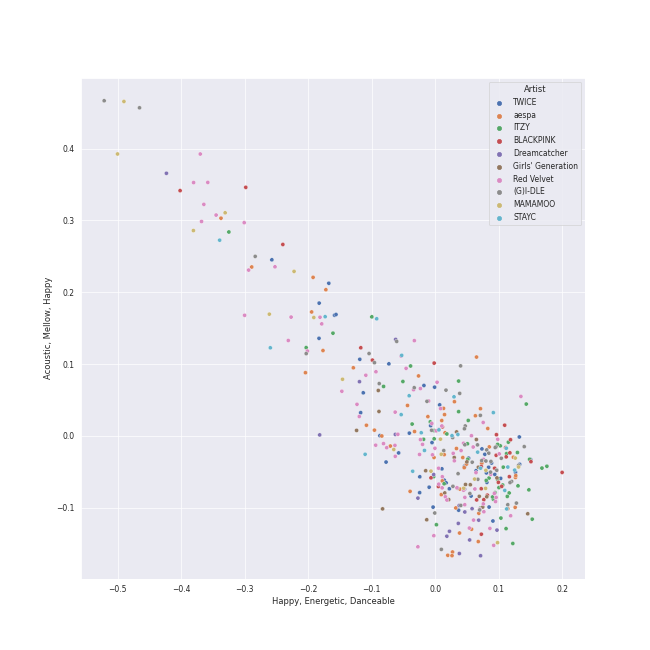 Artist
TWICE
aespa
ITZY
BLACKPINK
Dreamcatcher
Girls' Generation
Red Velvet
(G)I-DLE
MAMAMOO
STAYC
Acoustic, Mellow, Happy
0.4
0.3
0.2
0.1
0.0
−0.1
−0.5 −0.4 −0.3 −0.2 −0.1 0.0 0.1 0.2
Happy, Energetic, Danceable